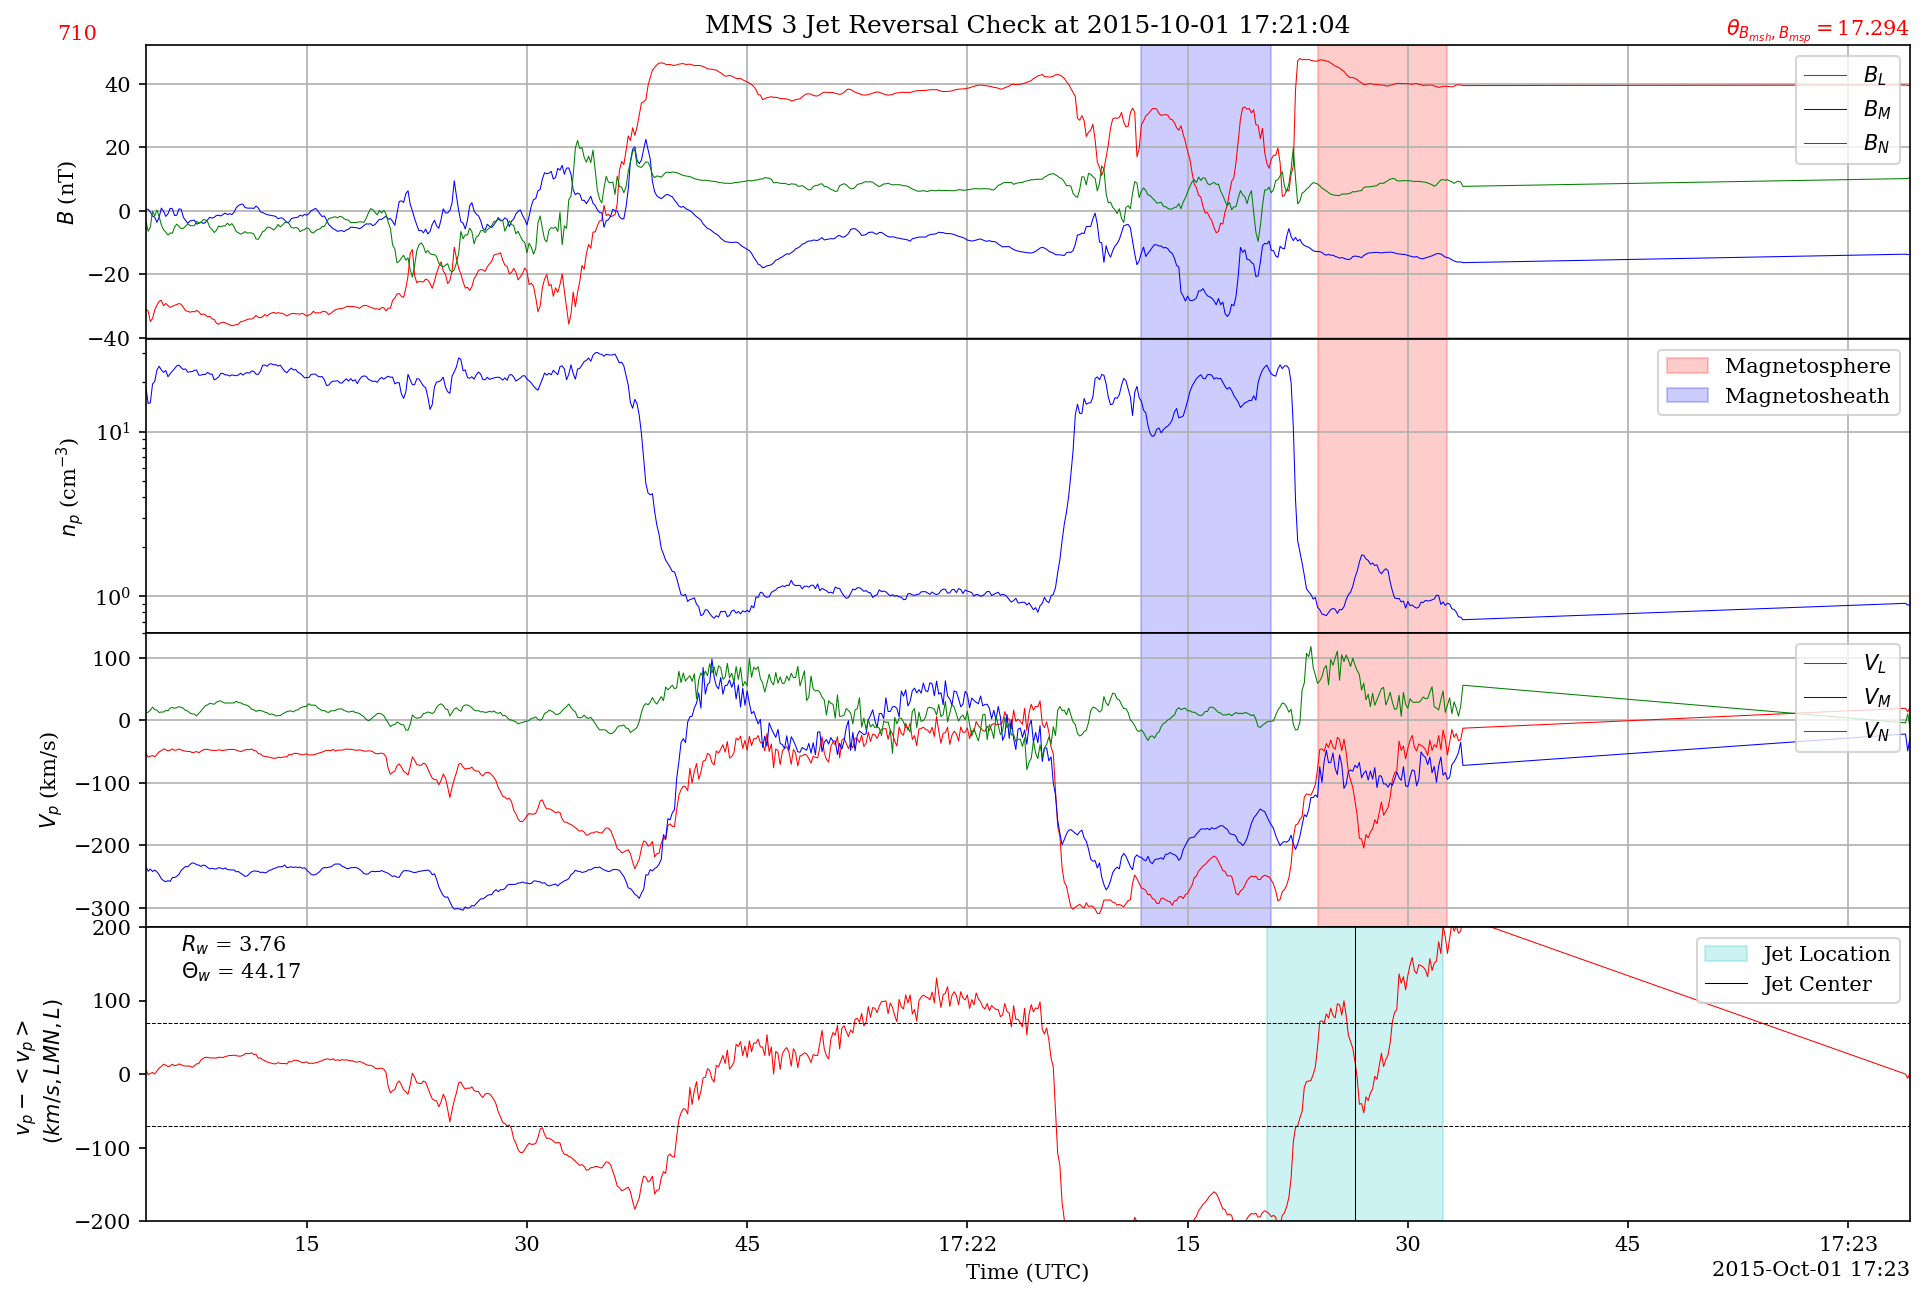 MMS 3 Jet Reversal Check at 2015-10-01 17:21:04
710
θ_{B_{msh}, B_{msp}} = 17.294
40
20
0
−20
−40
B (nT)
B_L
B_M
B_N
10^1
10^0
n_p (cm^{−3})
Magnetosphere
Magnetosheath
100
0
−100
−200
−300
V_p (km/s)
V_L
V_M
V_N
200
100
0
−100
−200
v_p − < v_p >
(km/s, LMN, L)
R_w = 3.76
Θ_w = 44.17
Jet Location
Jet Center
15 30 45 17:22 15 30 45 17:23
Time (UTC)
2015-Oct-01 17:23